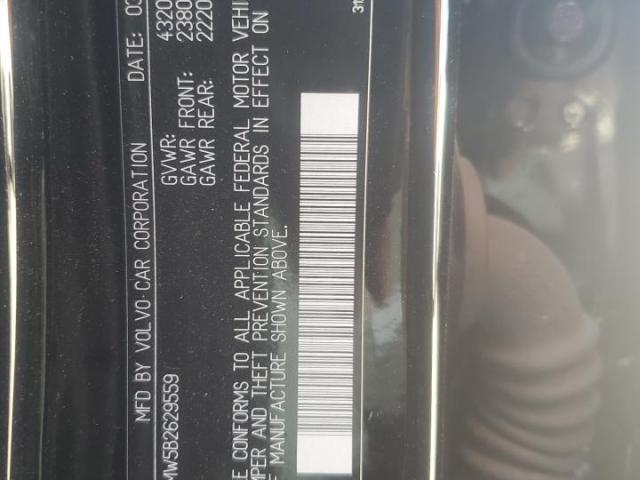 MFD BY VOLVO CAR CORPORATION DATE: 03
GVWR: 4320
GAWR FRONT: 2380
GAWR REAR: 2220
MW5B2629559
E CONFORMS TO ALL APPLICABLE FEDERAL MOTOR VEHI
MPER AND THEFT PREVENTION STANDARDS IN EFFECT ON
F MANUFACTURE SHOWN ABOVE.